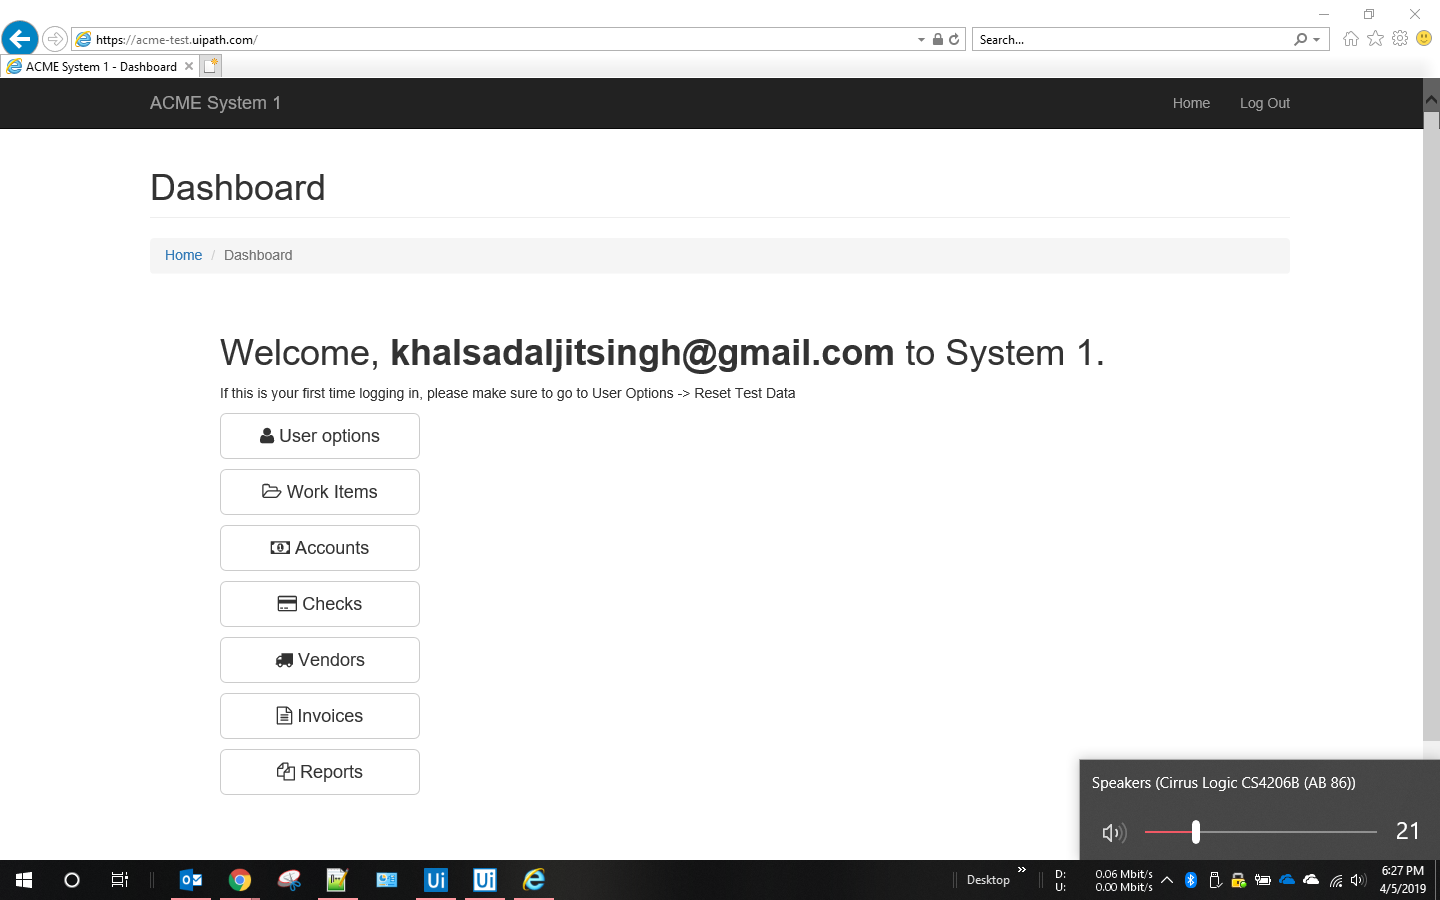 https://acme-test.uipath.com/
Search...
ACME System 1 - Dashboard
ACME System 1
Home
Log Out
Dashboard
Home / Dashboard
Welcome, khalsadaljitsingh@gmail.com to System 1.
If this is your first time logging in, please make sure to go to User Options -> Reset Test Data
User options
Work Items
Accounts
Checks
Vendors
Invoices
Reports
Speakers (Cirrus Logic CS4206B (AB 86))
21
Ui
Ui
Desktop
D: 0.06 Mbit/s
U: 0.00 Mbit/s
6:27 PM
4/5/2019